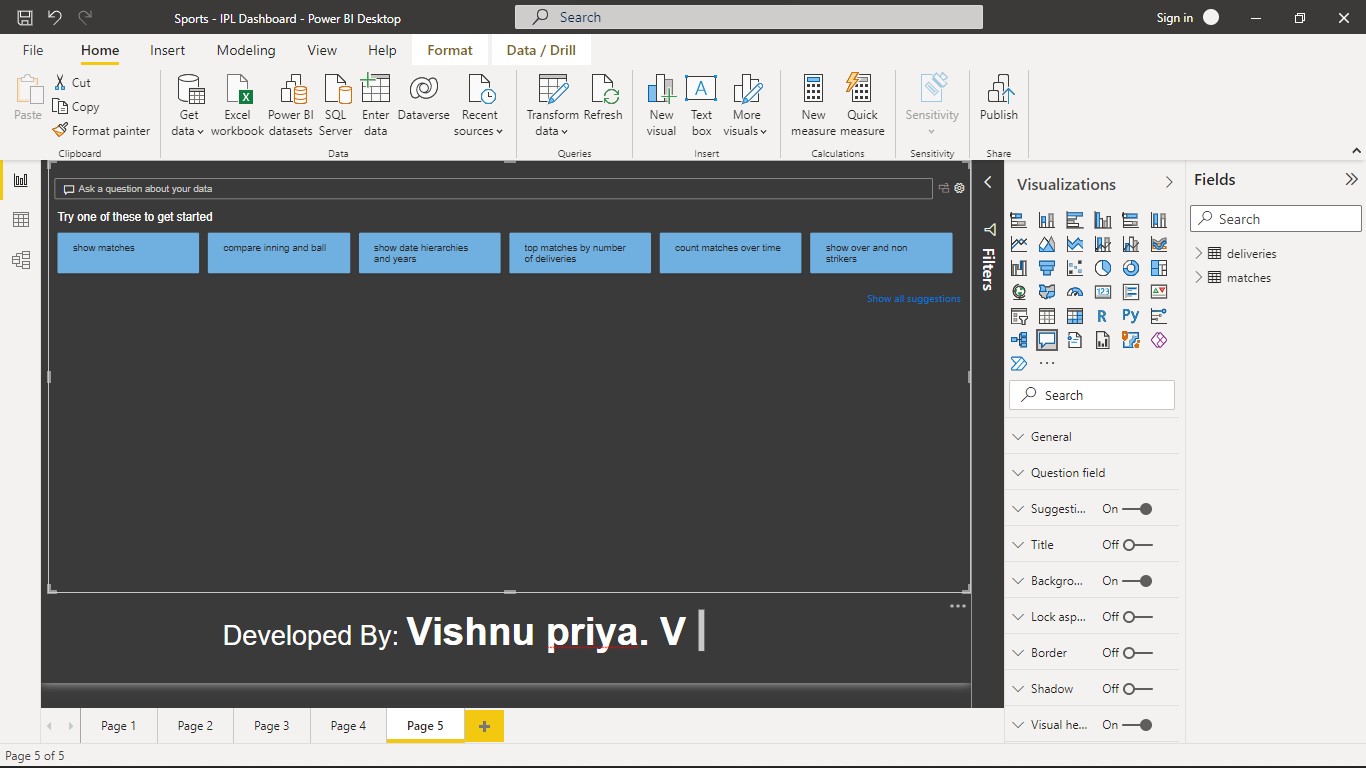 Sports - IPL Dashboard - Power BI Desktop
Search
Sign in
File Home Insert Modeling View Help Format Data / Drill
Paste
Cut
Copy
Format painter
Get data
Excel workbook
Power BI datasets
SQL Server
Enter data
Dataverse
Recent sources
Transform data
Refresh
New visual
Text box
A
More visuals
New measure
Quick measure
Sensitivity
Publish
Clipboard Data Queries Insert Calculations Sensitivity Share
Ask a question about your data
Try one of these to get started
show matches
compare inning and ball
show date hierarchies
and years
top matches by number
of deliveries
count matches over time
show over and non
strikers
Show all suggestions
Developed By: Vishnu priya. V
Filters
Visualizations
123
R Py
...
Search
General
Question field
Suggesti... On
Title Off
Backgro... On
Lock asp... Off
Border Off
Shadow Off
Visual he... On
Fields
Search
deliveries
matches
Page 1 Page 2 Page 3 Page 4 Page 5 +
Page 5 of 5